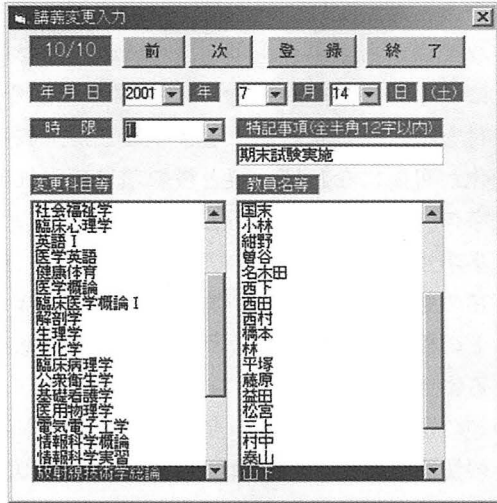 講義変更入力
10/10 前 次 登 録 終 了
年月日 2001 年 7 月 14 日 (土)
時 限 1 特記事項(全半角12字以内)
期末試験実施
変更科目等 教員名等
社会福祉学
臨床心理学
英語Ⅰ
医学英語
健康体育
医学概論
臨床医学概論Ⅰ
解剖学
生理学
生化学
臨床病理学
公衆衛生学
基礎看護学
医用物理学
電気電子工学
情報科学概論
情報科学実習
放射線技術学総論
国末
小林
紺野
曽谷
名木田
西下
西田
西村
橋本
林
平塚
藤原
益田
松宮
三上
村中
秦山
山下